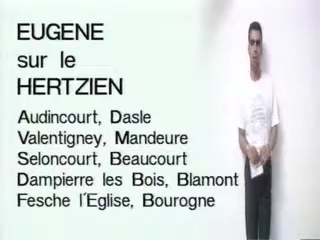 EUGENE
sur le
HERTZIEN
Audincourt, Dasle
Valentigney, Mandeure
Seloncourt, Beaucourt
Dampierre les Bois, Blamont
Fesche l'Eglise, Bourogne